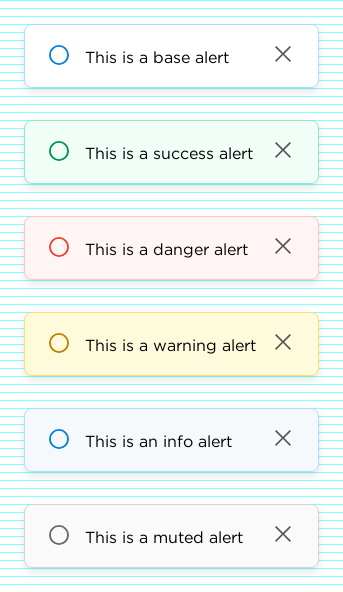 This is a base alert
This is a success alert
This is a danger alert
This is a warning alert
This is an info alert
This is a muted alert